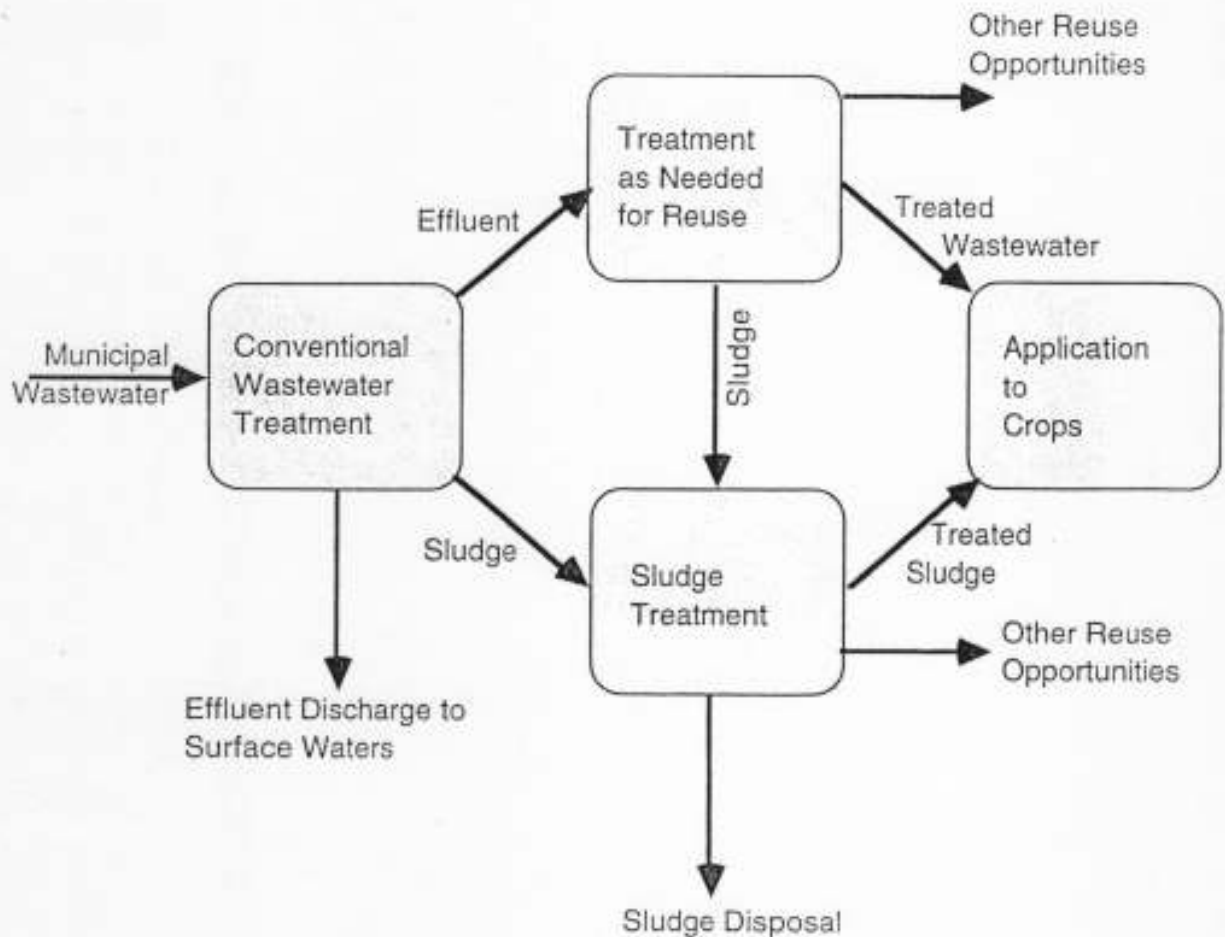 Other Reuse
Opportunities
Treatment
as Needed
for Reuse
Effluent
Treated
Wastewater
Municipal
Wastewater
Conventional
Wastewater
Treatment
Sludge
Application
to
Crops
Sludge
Sludge
Treatment
Treated
Sludge
Other Reuse
Opportunities
Effluent Discharge to
Surface Waters
Sludge Disposal